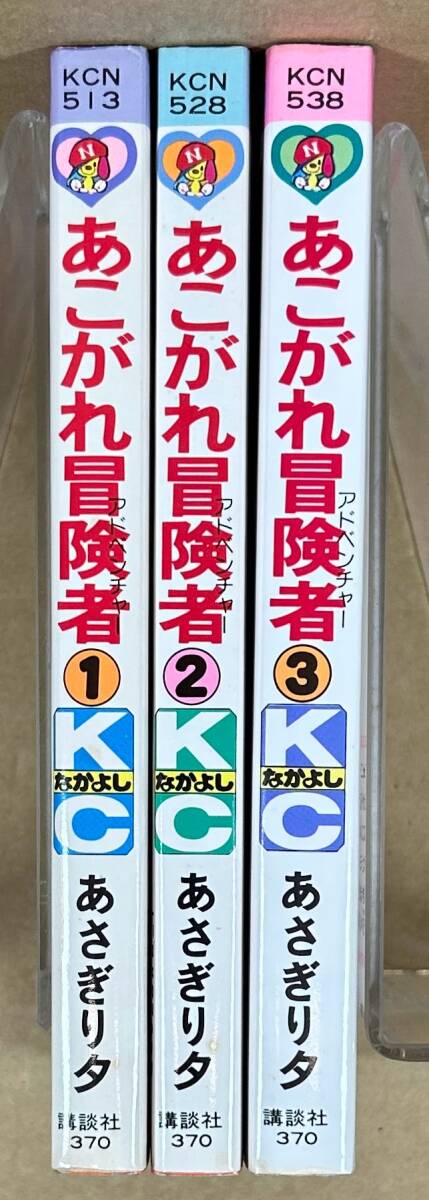 KCN
513
N
あこがれ冒険者
アドベンチャー
1
K
なかよし
C
あさぎり夕
講談社
370
KCN
528
N
あこがれ冒険者
アドベンチャー
2
K
なかよし
C
あさぎり夕
講談社
370
KCN
538
N
あこがれ冒険者
アドベンチャー
3
K
なかよし
C
あさぎり夕
講談社
370